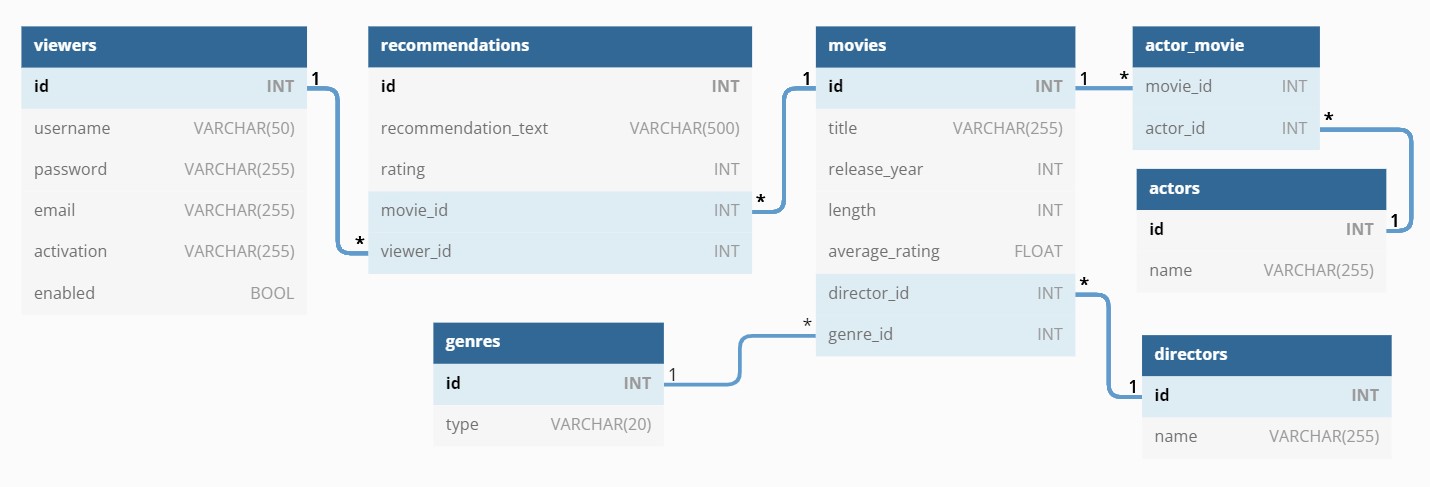 viewers
id INT
username VARCHAR(50)
password VARCHAR(255)
email VARCHAR(255)
activation VARCHAR(255)
enabled BOOL
1
*
recommendations
id INT
recommendation_text VARCHAR(500)
rating INT
movie_id INT
viewer_id INT
*
1
movies
id INT
title VARCHAR(255)
release_year INT
length INT
average_rating FLOAT
director_id INT
genre_id INT
1
*
actor_movie
movie_id INT
actor_id INT
*
1
actors
id INT
name VARCHAR(255)
genres
id INT
type VARCHAR(20)
1
*
*
1
directors
id INT
name VARCHAR(255)